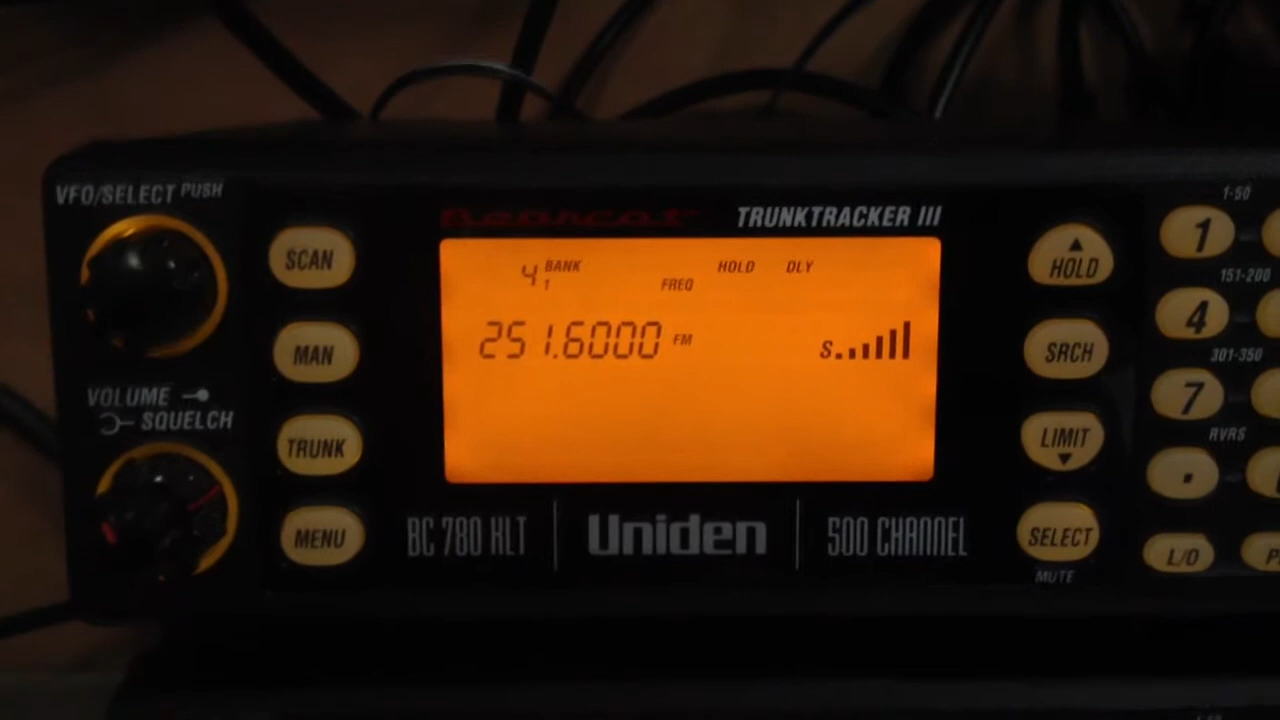 VFO/SELECT PUSH
VOLUME
SQUELCH
SCAN
MAN
TRUNK
MENU
Bearcat
TRUNKTRACKER III
4 BANK 1
FREQ
HOLD
DLY
251.6000 FM
S
BC 780 XLT
Uniden
500 CHANNEL
HOLD
SRCH
LIMIT
SELECT
MUTE
1-50
1
151-200
4
301-350
7
RVRS
.
L/O